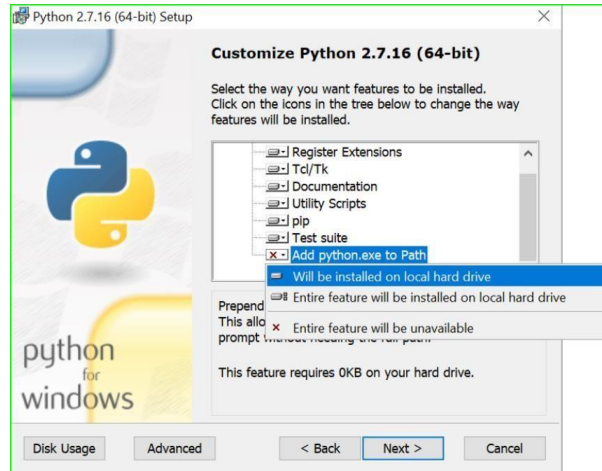 Python 2.7.16 (64-bit) Setup
Customize Python 2.7.16 (64-bit)
Select the way you want features to be installed.
Click on the icons in the tree below to change the way
features will be installed.
Register Extensions
Tcl/Tk
Documentation
Utility Scripts
pip
Test suite
Add python.exe to Path
Will be installed on local hard drive
Entire feature will be installed on local hard drive
Entire feature will be unavailable
Prepend
This allo
prompt without needing the full path.
This feature requires 0KB on your hard drive.
python
for
windows
Disk Usage
Advanced
< Back
Next >
Cancel